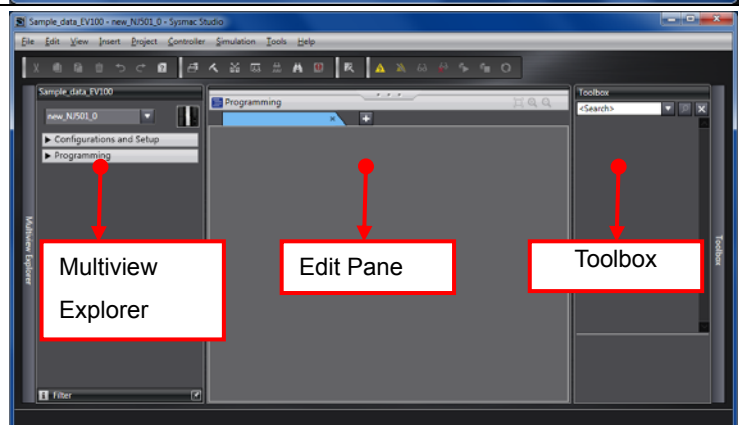 Sample_data_EV100 - new_NJ501_0 - Sysmac Studio
File Edit View Insert Project Controller Simulation Tools Help
Sample_data_EV100
new_NJ501_0
Configurations and Setup
Programming
Multiview Explorer
Filter
Programming
Toolbox
<Search>
Toolbox
Multiview
Explorer
Edit Pane
Toolbox